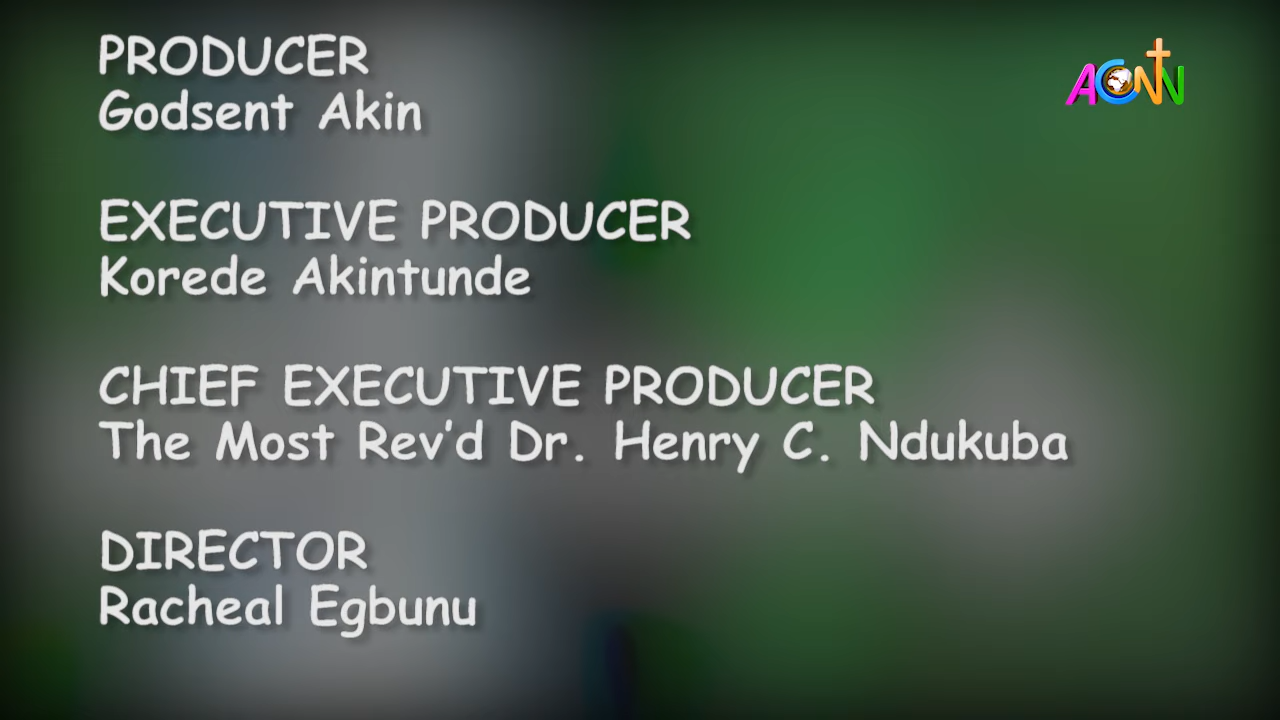 PRODUCER
Godsent Akin
EXECUTIVE PRODUCER
Korede Akintunde
CHIEF EXECUTIVE PRODUCER
The Most Rev'd Dr. Henry C. Ndukuba
DIRECTOR
Racheal Egbunu
ACNN